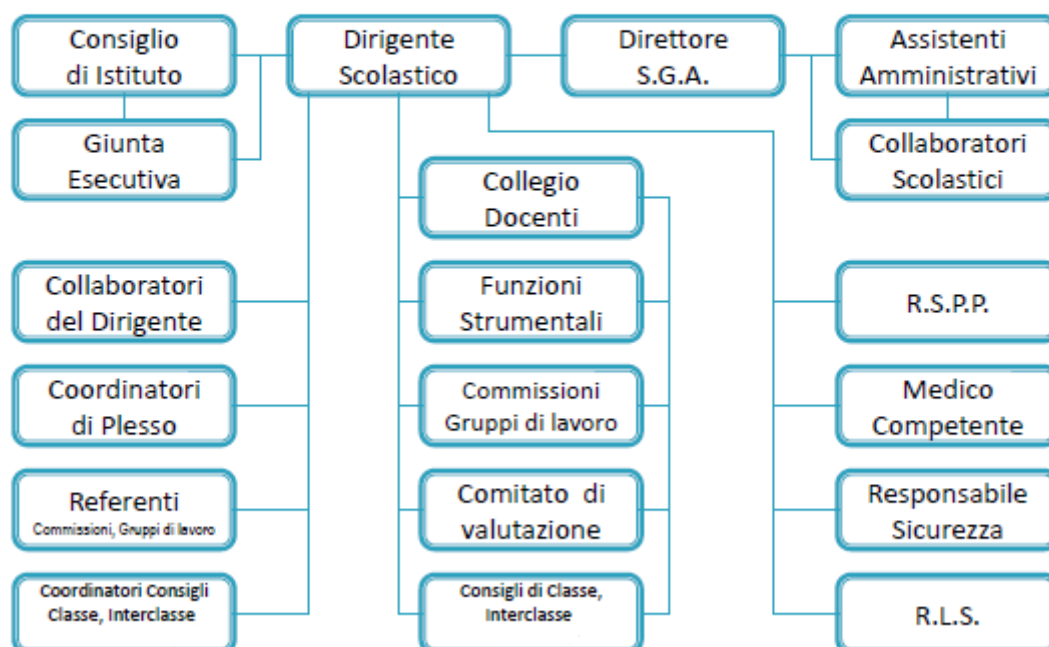 Consiglio
di Istituto
Dirigente
Scolastico
Direttore
S.G.A.
Assistenti
Amministrativi
Giunta
Esecutiva
Collaboratori
Scolastici
Collegio
Docenti
Collaboratori
del Dirigente
Funzioni
Strumentali
R.S.P.P.
Coordinatori
di Plesso
Commissioni
Gruppi di lavoro
Medico
Competente
Referenti
Commissioni, Gruppi di lavoro
Comitato di
valutazione
Responsabile
Sicurezza
Coordinatori Consigli
Classe, Interclasse
Consigli di Classe,
Interclasse
R.L.S.